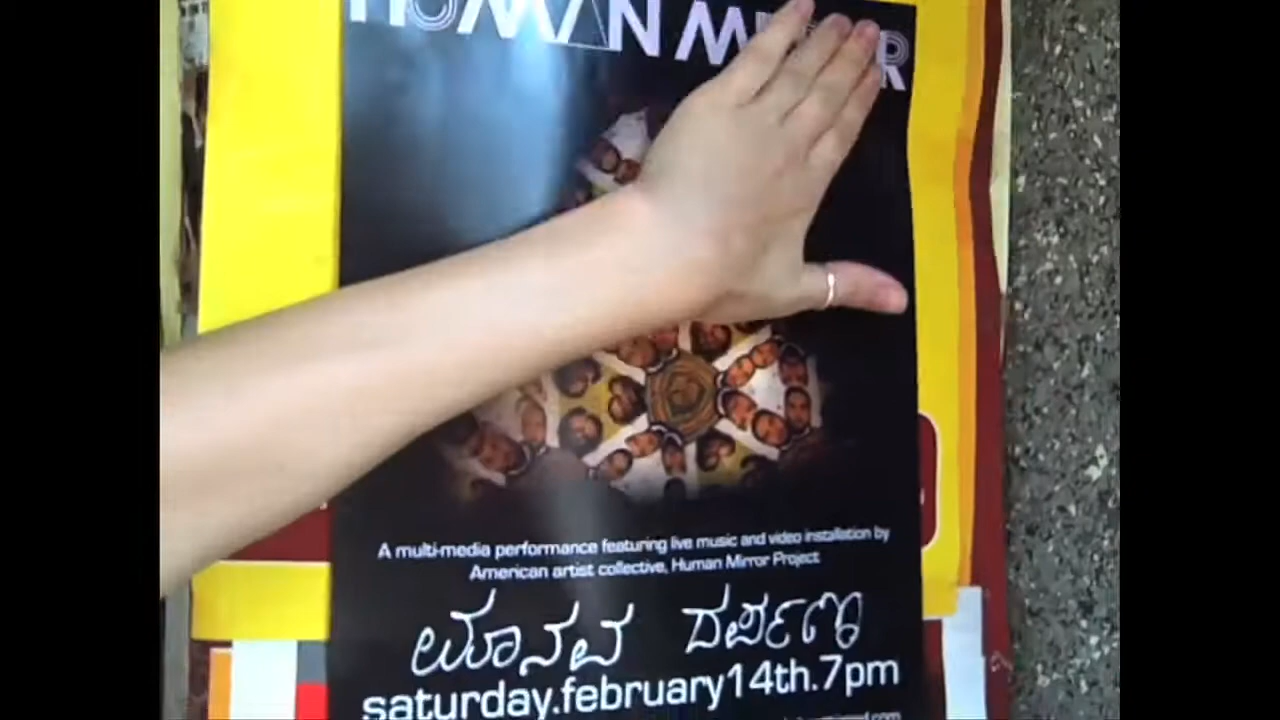 HUMAN
A multi-media performance featuring live music and video installation by
American artist collective, Human Mirror Project
ಮಾನವ ದರ್ಪಣ
saturday.february14th.7pm